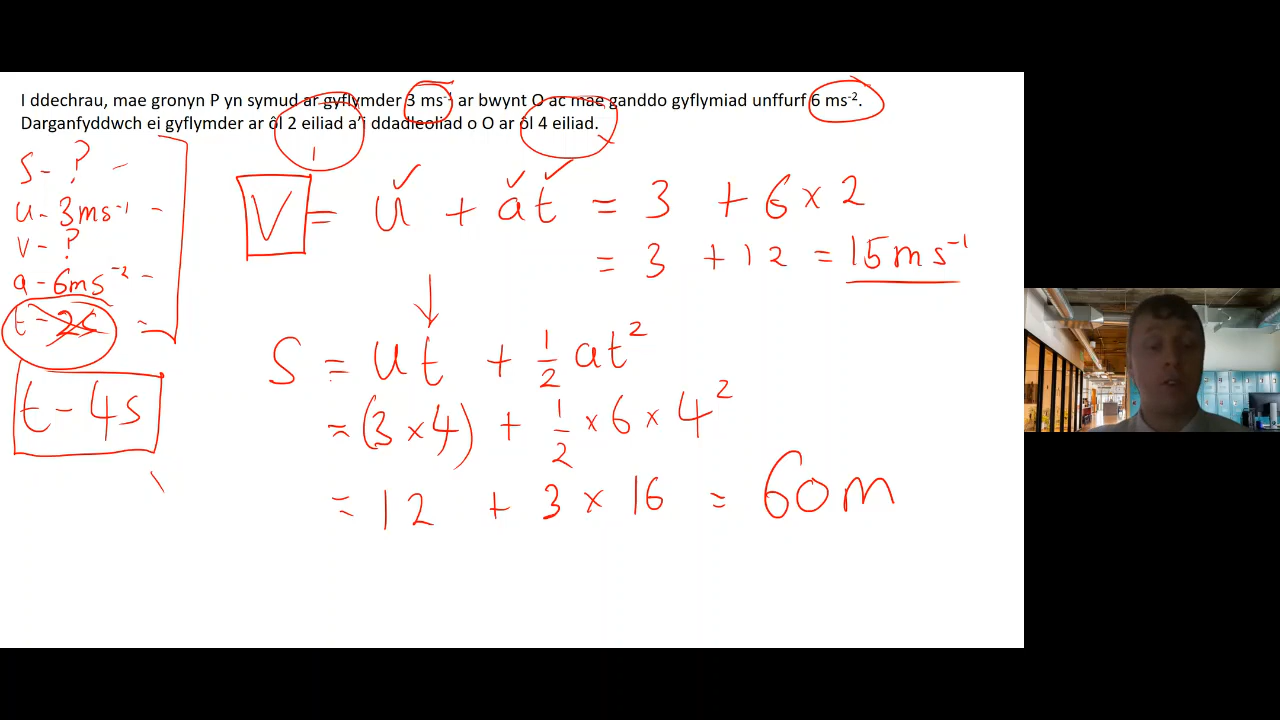 I ddechrau, mae gronyn P yn symud ar gyflymder 3 ms⁻¹ ar bwynt O ac mae ganddo gyflymiad unffurf 6 ms⁻².
Darganfyddwch ei gyflymder ar ôl 2 eiliad a'i ddadleoliad o O ar ôl 4 eiliad.
S - ?
u - 3ms⁻¹
v - ?
a - 6ms⁻²
t - 2s
t - 4s
V = u + at = 3 + 6 × 2
= 3 + 12 = 15ms⁻¹
S = ut + ½at²
= (3 × 4) + ½ × 6 × 4²
= 12 + 3 × 16 = 60m